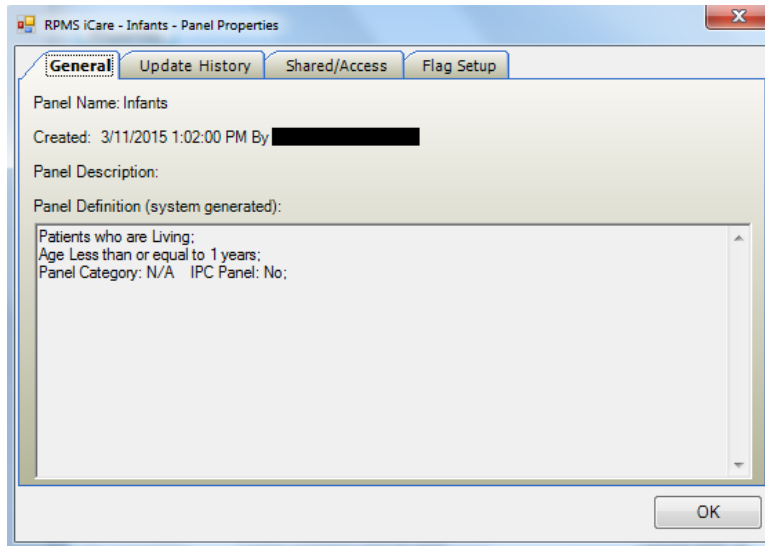 RPMS iCare - Infants - Panel Properties
X
General Update History Shared/Access Flag Setup
Panel Name: Infants
Created: 3/11/2015 1:02:00 PM By
Panel Description:
Panel Definition (system generated):
Patients who are Living;
Age Less than or equal to 1 years;
Panel Category: N/A IPC Panel: No;
OK